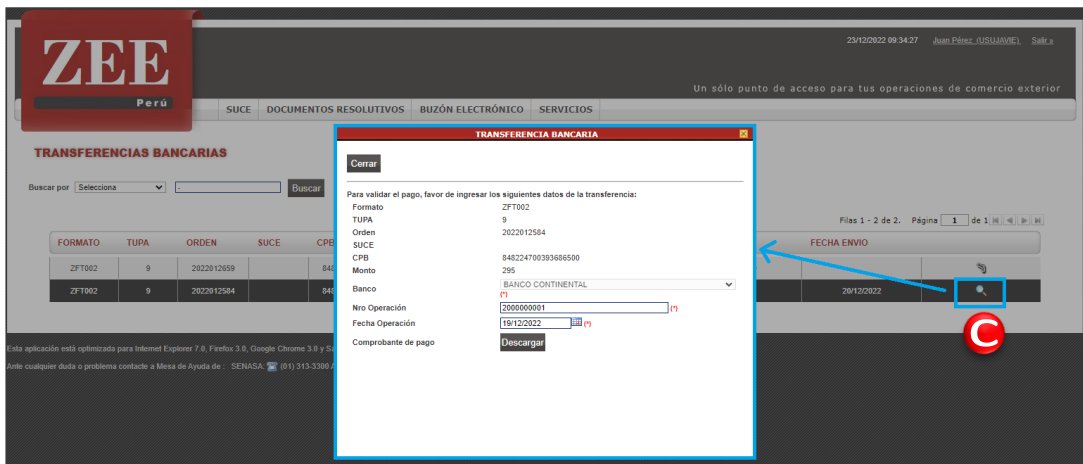 ZEE
Perú
23/12/2022 09:34:27 Juan Pérez (USUJAVIE) Salir »
Un sólo punto de acceso para tus operaciones de comercio exterior
SUCE DOCUMENTOS RESOLUTIVOS BUZÓN ELECTRÓNICO SERVICIOS
TRANSFERENCIAS BANCARIAS
Buscar por Selecciona - Buscar
Filas 1 - 2 de 2. Página 1 de 1
FORMATO TUPA ORDEN SUCE CPB FECHA ENVIO
ZFT002 9 2022012659 848
ZFT002 9 2022012584 848 20/12/2022
C
TRANSFERENCIA BANCARIA
Cerrar
Para validar el pago, favor de ingresar los siguientes datos de la transferencia:
Formato ZFT002
TUPA 9
Orden 2022012584
SUCE
CPB 848224700393686500
Monto 295
Banco BANCO CONTINENTAL
(*)
Nro Operación 2000000001 (*)
Fecha Operación 19/12/2022 (*)
Comprobante de pago Descargar
Esta aplicación está optimizada para Internet Explorer 7.0, Firefox 3.0, Google Chrome 3.0 y Sa
Ante cualquier duda o problema contacte a Mesa de Ayuda de : SENASA: (01) 313-3300 A